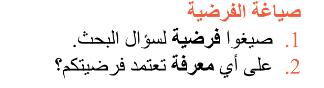 صياغة الفرضية
1. صيغوا فرضية لسؤال البحث.
2. على أي معرفة تعتمد فرضيتكم؟